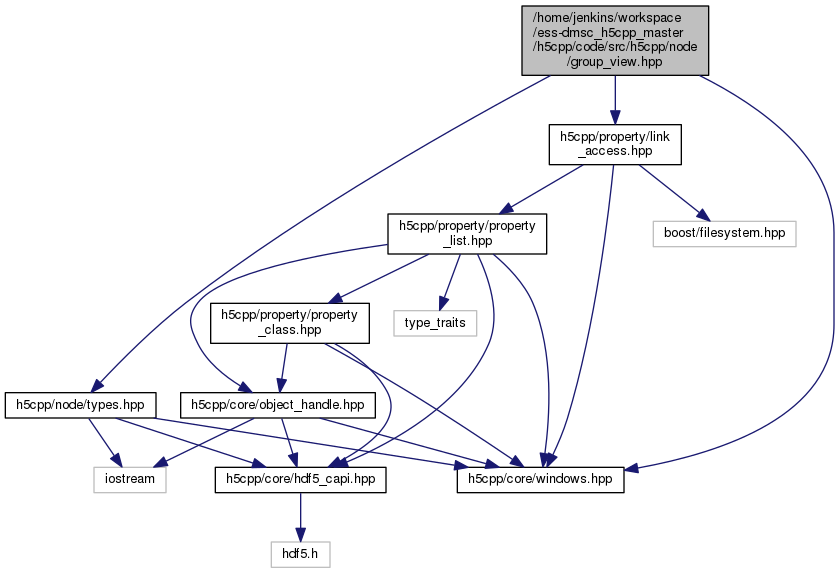 /home/jenkins/workspace
/ess-dmsc_h5cpp_master
/h5cpp/code/src/h5cpp/node
/group_view.hpp
h5cpp/property/link
_access.hpp
h5cpp/property/property
_list.hpp
boost/filesystem.hpp
h5cpp/property/property
_class.hpp
type_traits
h5cpp/node/types.hpp
h5cpp/core/object_handle.hpp
iostream
h5cpp/core/hdf5_capi.hpp
h5cpp/core/windows.hpp
hdf5.h